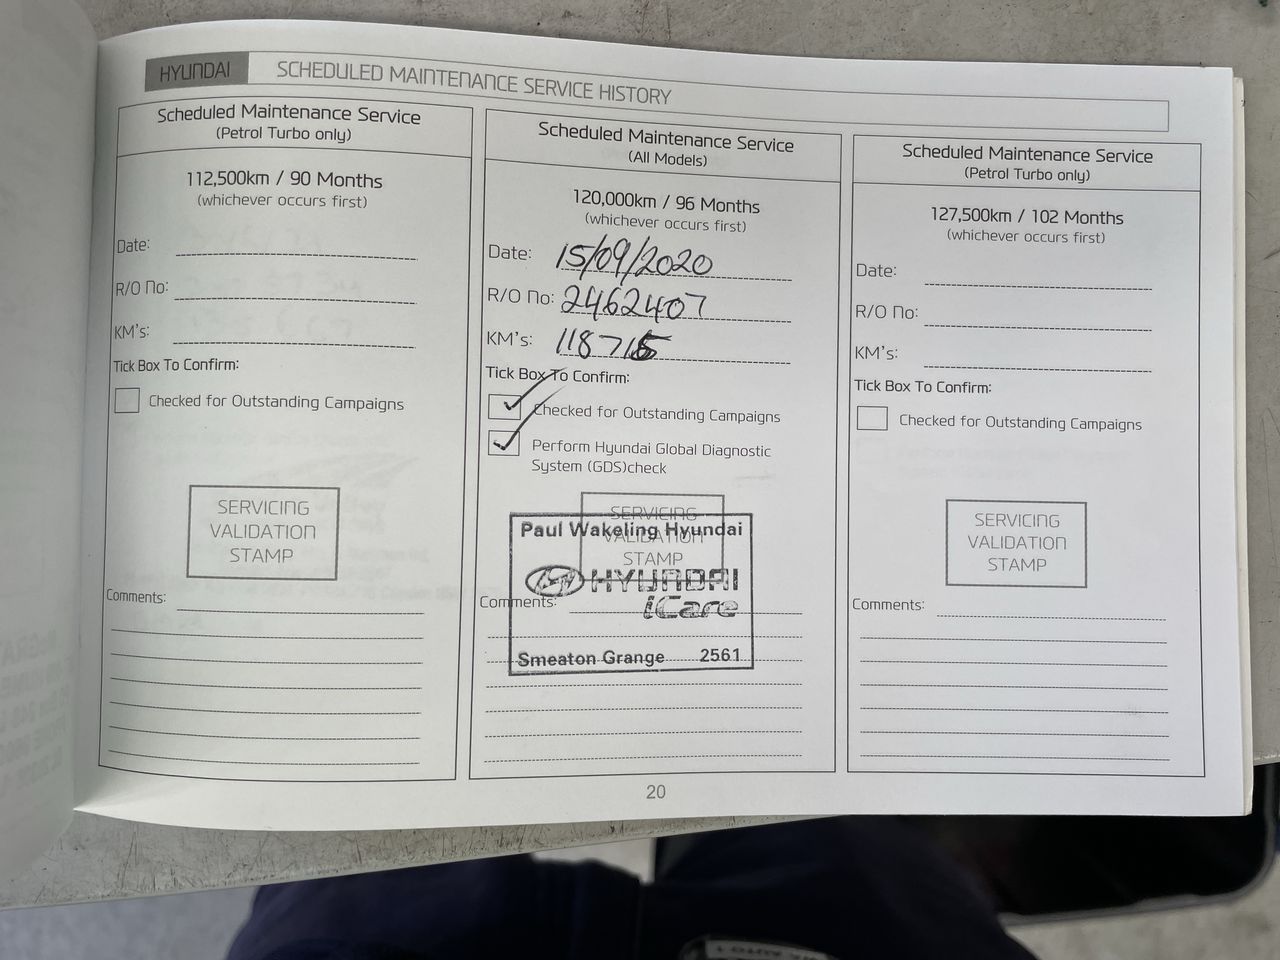 HYUNDAI
SCHEDULED MAINTENANCE SERVICE HISTORY
Scheduled Maintenance Service
(Petrol Turbo only)
112,500km / 90 Months
(whichever occurs first)
Date:
R/O No:
KM's:
Tick Box To Confirm:
Checked for Outstanding Campaigns
SERVICING
VALIDATION
STAMP
Comments:
Scheduled Maintenance Service
(All Models)
120,000km / 96 Months
(whichever occurs first)
Date: 15/09/2020
R/O No: 2462407
KM's: 118715
Tick Box To Confirm:
Checked for Outstanding Campaigns
Perform Hyundai Global Diagnostic
System (GDS)check
SERVICING
Paul Wakeling Hyundai
VALIDATION
STAMP
HYUNDAI
Comments:
iCare
Smeaton Grange 2561
Scheduled Maintenance Service
(Petrol Turbo only)
127,500km / 102 Months
(whichever occurs first)
Date:
R/O No:
KM's:
Tick Box To Confirm:
Checked for Outstanding Campaigns
SERVICING
VALIDATION
STAMP
Comments:
20